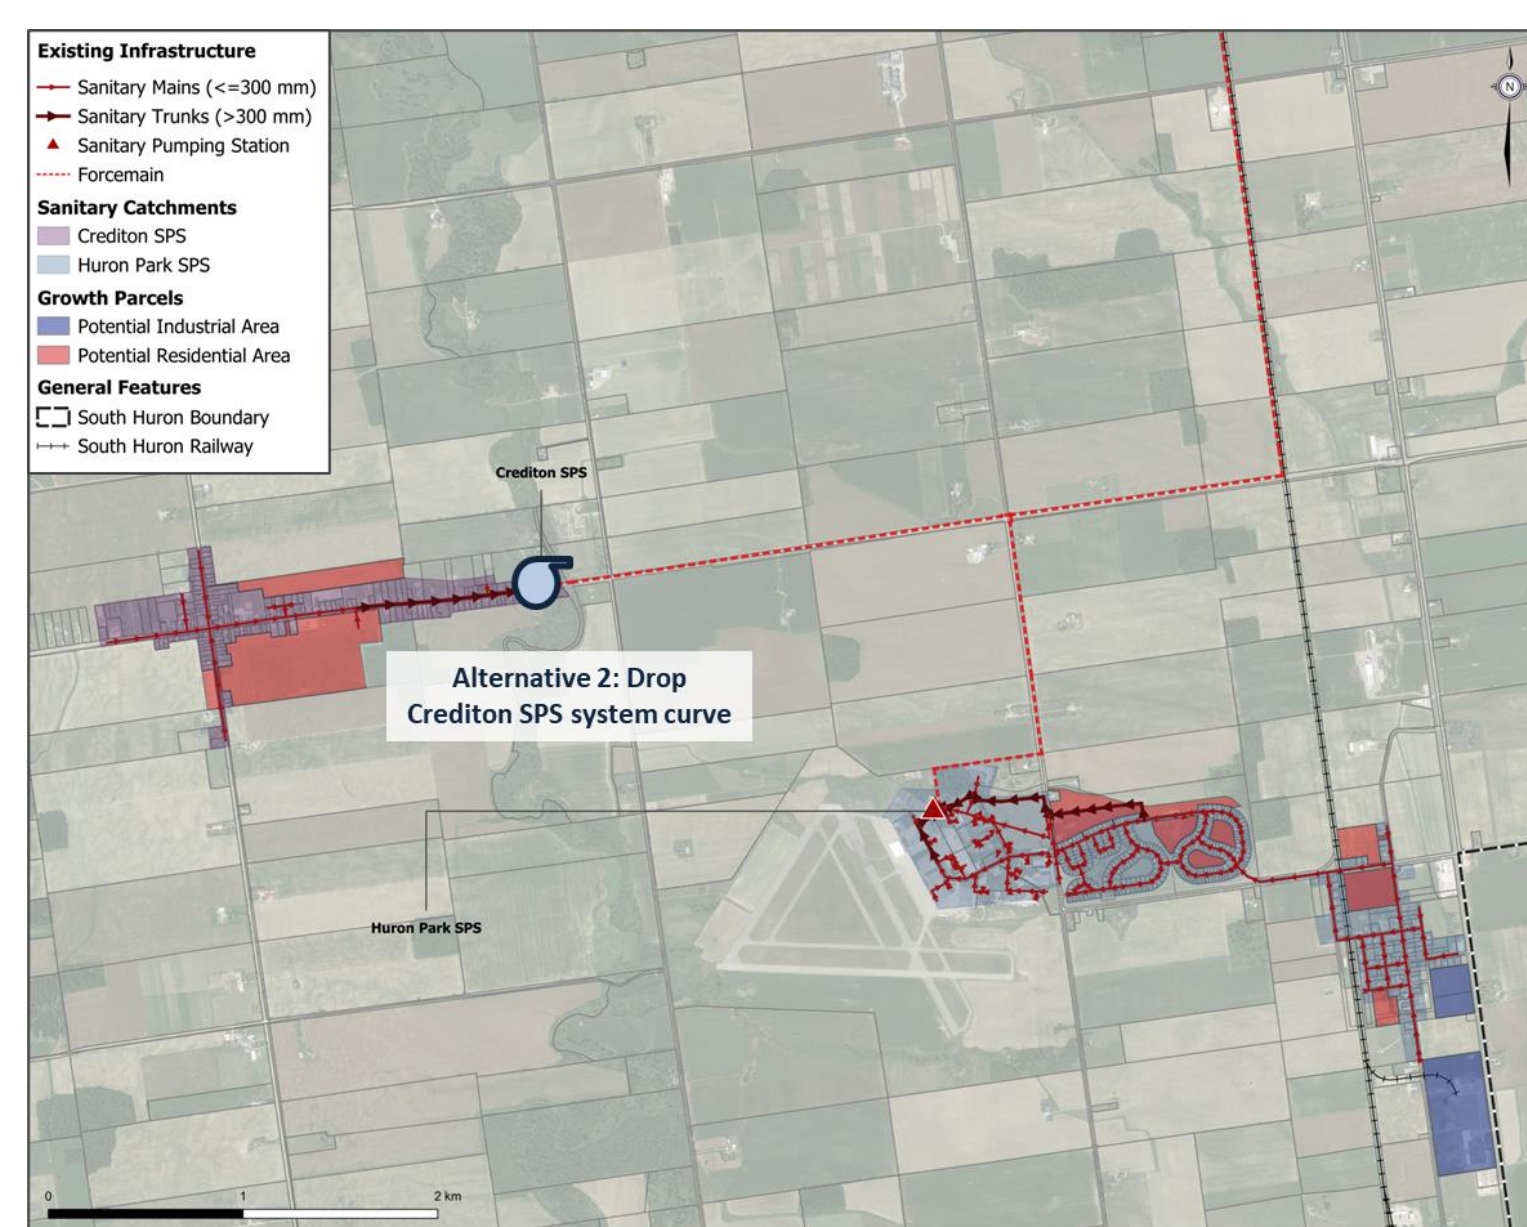 Existing Infrastructure
Sanitary Mains (<=300 mm)
Sanitary Trunks (>300 mm)
Sanitary Pumping Station
Forcemain
Sanitary Catchments
Crediton SPS
Huron Park SPS
Growth Parcels
Potential Industrial Area
Potential Residential Area
General Features
South Huron Boundary
South Huron Railway
N
Crediton SPS
Alternative 2: Drop
Crediton SPS system curve
Huron Park SPS
0 1 2 km